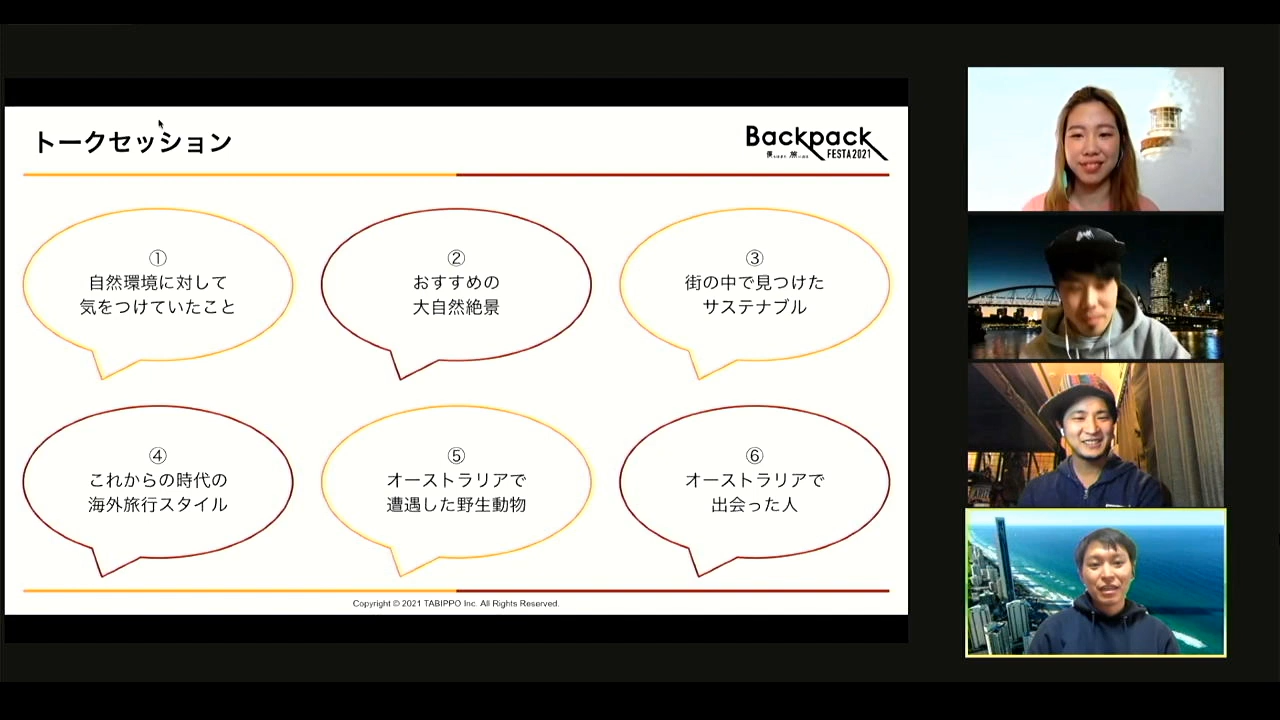 トークセッション
Backpack
FESTA2021
①
自然環境に対して
気をつけていたこと
②
おすすめの
大自然絶景
③
街の中で見つけた
サステナブル
④
これからの時代の
海外旅行スタイル
⑤
オーストラリアで
遭遇した野生動物
⑥
オーストラリアで
出会った人
Copyright © 2021 TABIPPO Inc. All Rights Reserved.